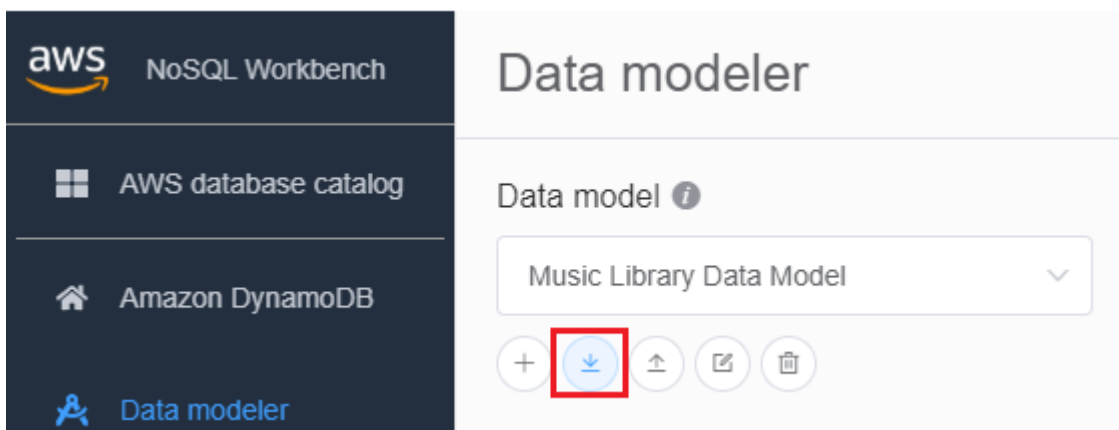 aws
NoSQL Workbench
AWS database catalog
Amazon DynamoDB
Data modeler
Data modeler
Data model i
Music Library Data Model